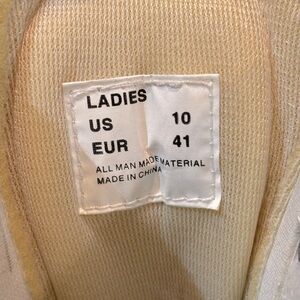 LADIES
US 10
EUR 41
ALL MAN MADE MATERIAL
MADE IN CHINA